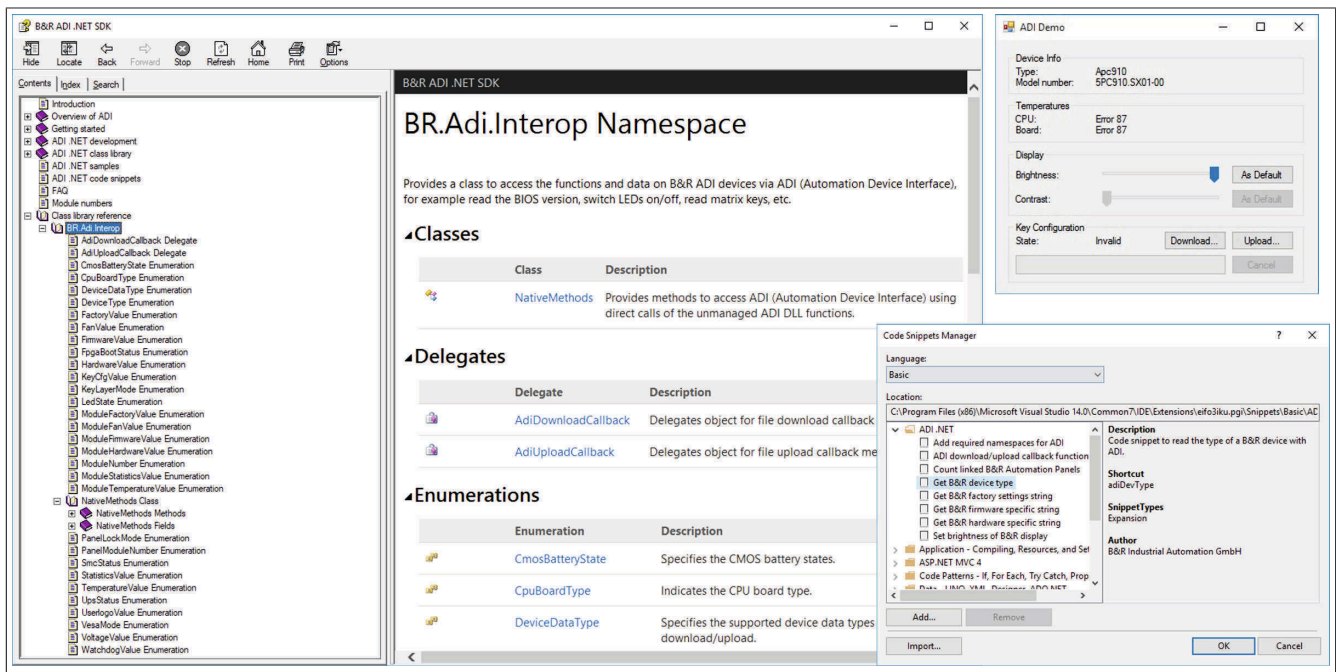 B&R ADI .NET SDK
Hide Locate Back Forward Stop Refresh Home Print Options
Contents Index Search
Introduction
Overview of ADI
Getting started
ADI .NET development
ADI .NET class library
ADI .NET samples
ADI .NET code snippets
FAQ
Module numbers
Class library reference
BR.Adi.Interop
AdiDownloadCallback Delegate
AdiUploadCallback Delegate
CmosBatteryState Enumeration
CpuBoardType Enumeration
DeviceDataType Enumeration
DeviceType Enumeration
FactoryValue Enumeration
FanValue Enumeration
FirmwareValue Enumeration
FpgaBootStatus Enumeration
HardwareValue Enumeration
KeyCfgValue Enumeration
KeyLayerMode Enumeration
LedState Enumeration
ModuleFactoryValue Enumeration
ModuleFanValue Enumeration
ModuleFirmwareValue Enumeration
ModuleHardwareValue Enumeration
ModuleNumber Enumeration
ModuleStatisticsValue Enumeration
ModuleTemperatureValue Enumeration
NativeMethods Class
NativeMethods Methods
NativeMethods Fields
PanelLockMode Enumeration
PanelModuleNumber Enumeration
SmcStatus Enumeration
StatisticsValue Enumeration
TemperatureValue Enumeration
UpsStatus Enumeration
UserlogoValue Enumeration
VesaMode Enumeration
VoltageValue Enumeration
WatchdogValue Enumeration
B&R ADI .NET SDK
BR.Adi.Interop Namespace
Provides a class to access the functions and data on B&R ADI devices via ADI (Automation Device Interface),
for example read the BIOS version, switch LEDs on/off, read matrix keys, etc.
Classes
Class Description
NativeMethods Provides methods to access ADI (Automation Device Interface) using
direct calls of the unmanaged ADI DLL functions.
Delegates
Delegate Description
AdiDownloadCallback Delegates object for file download callback
AdiUploadCallback Delegates object for file upload callback me
Enumerations
Enumeration Description
CmosBatteryState Specifies the CMOS battery states.
CpuBoardType Indicates the CPU board type.
DeviceDataType Specifies the supported device data types
download/upload.
ADI Demo
Device Info
Type: Apc910
Model number: 5PC910.SX01-00
Temperatures
CPU: Error 87
Board: Error 87
Display
Brightness: As Default
Contrast: As Default
Key Configuration
State: Invalid Download... Upload...
Cancel
Code Snippets Manager ?
Language:
Basic
Location:
C:\Program Files (x86)\Microsoft Visual Studio 14.0\Common7\IDE\Extensions\eifo3iku.pgi\Snippets\Basic\AD
ADI .NET
Add required namespaces for ADI
ADI download/upload callback function
Count linked B&R Automation Panels
Get B&R device type
Get B&R factory settings string
Get B&R firmware specific string
Get B&R hardware specific string
Set brightness of B&R display
Application - Compiling, Resources, and Set
ASP.NET MVC 4
Code Patterns - If, For Each, Try Catch, Prop
Data - LINQ, XML, Designer, ADO.NET
Description
Code snippet to read the type of a B&R device with
ADI.
Shortcut
adiDevType
SnippetTypes
Expansion
Author
B&R Industrial Automation GmbH
Add... Remove
Import... OK Cancel